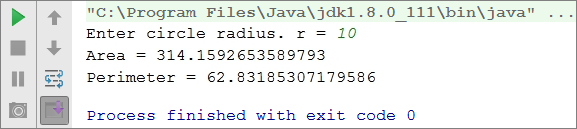 "C:\Program Files\Java\jdk1.8.0_111\bin\java" ...
Enter circle radius. r = 10
Area = 314.1592653589793
Perimeter = 62.83185307179586
Process finished with exit code 0